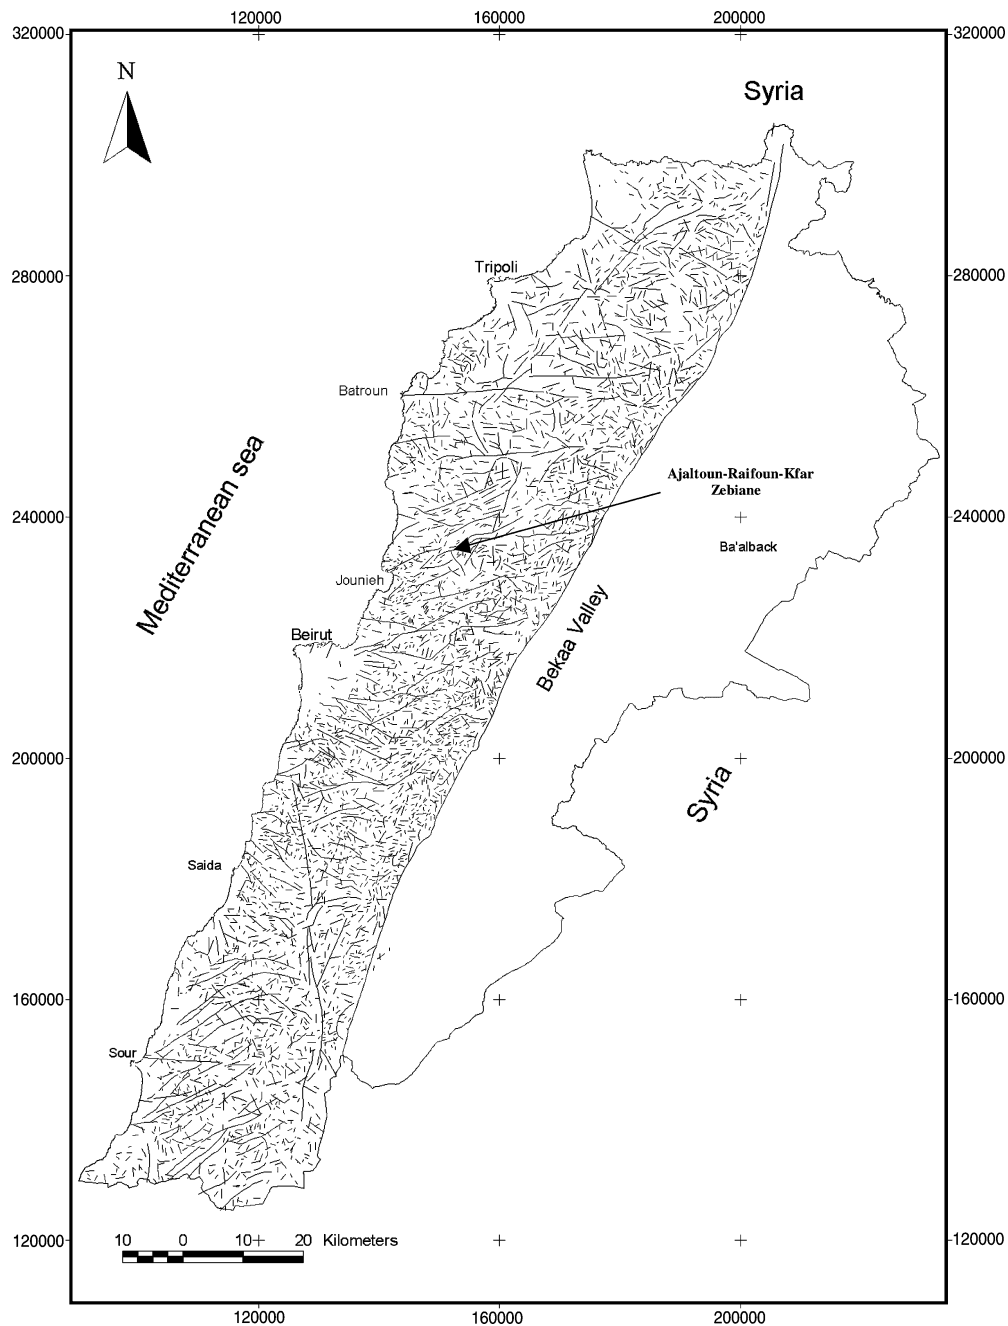 120000 160000 200000
320000 320000
N
Syria
Tripoli
280000 280000
Batroun
Mediterranean sea
Ajaltoun-Raifoun-Kfar
Zebiane
240000 240000
Ba'alback
Jounieh
Bekaa Valley
Beirut
200000 200000
Syria
Saida
160000 160000
Sour
120000 10 0 10 20 Kilometers 120000
120000 160000 200000